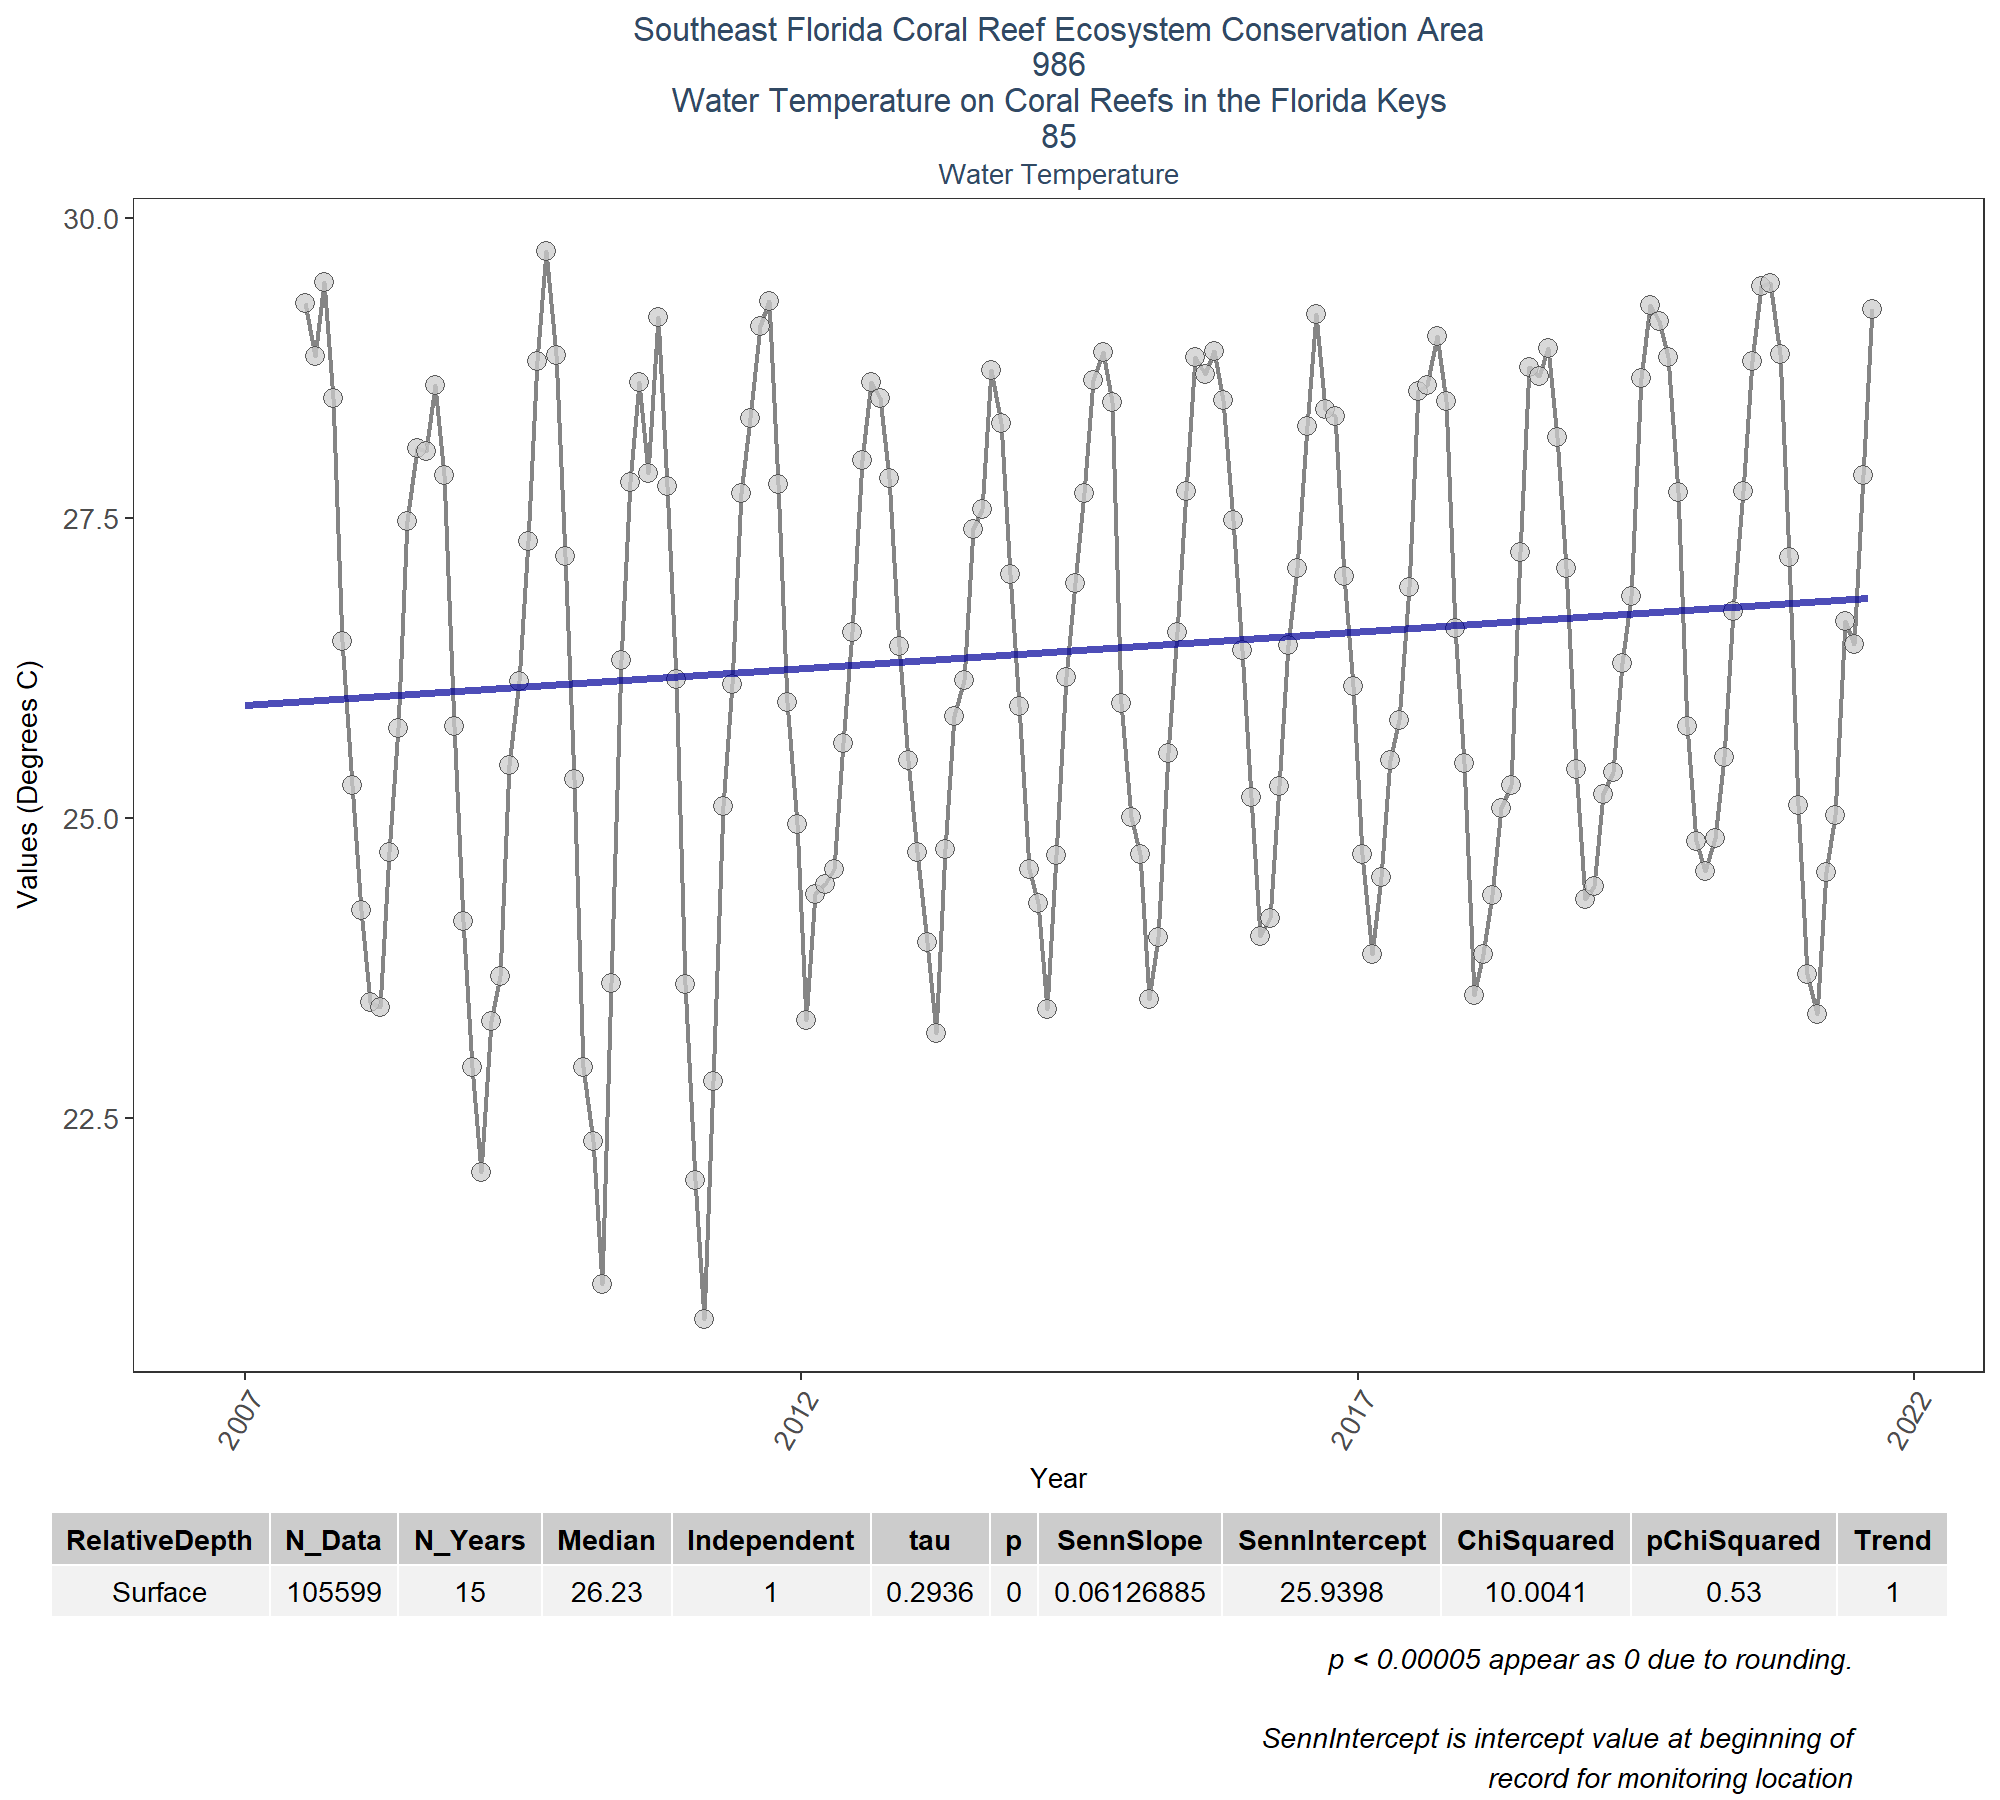 Southeast Florida Coral Reef Ecosystem Conservation Area
986
Water Temperature on Coral Reefs in the Florida Keys
85
Water Temperature
30.0
27.5
25.0
22.5
Values (Degrees C)
2007 2012 2017 2022
Year
RelativeDepth N_Data N_Years Median Independent tau p SennSlope SennIntercept ChiSquared pChiSquared Trend
Surface 105599 15 26.23 1 0.2936 0 0.06126885 25.9398 10.0041 0.53 1
p < 0.00005 appear as 0 due to rounding.
SennIntercept is intercept value at beginning of
record for monitoring location